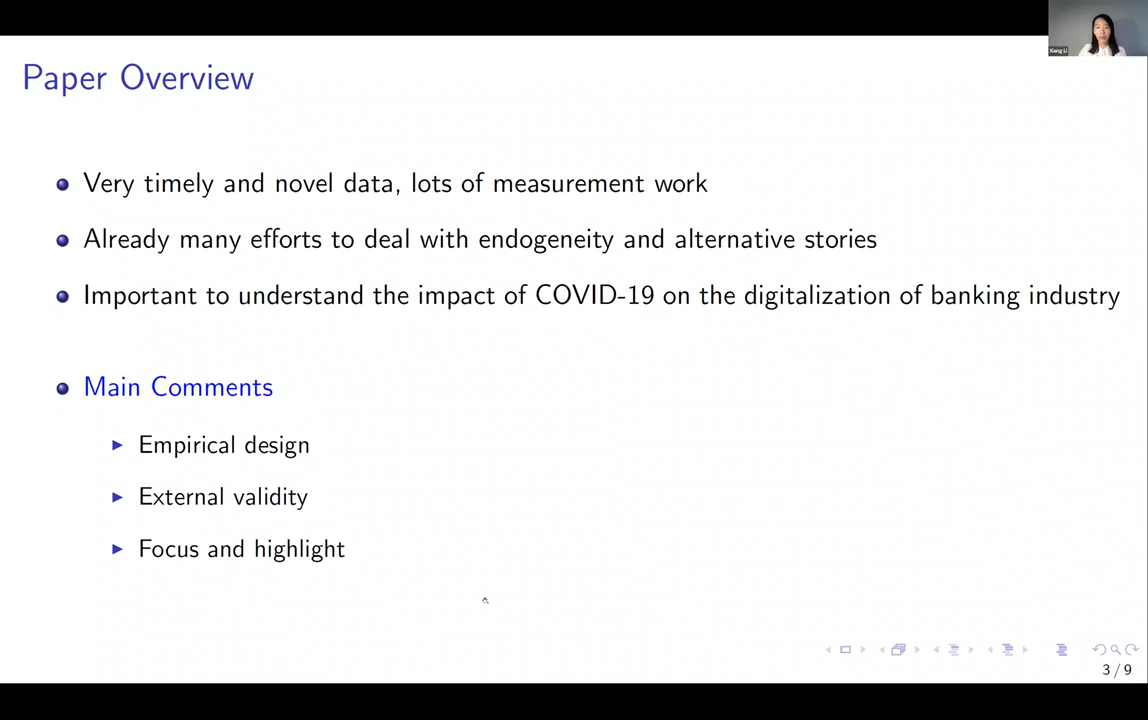 Xiang Li
Paper Overview
Very timely and novel data, lots of measurement work
Already many efforts to deal with endogeneity and alternative stories
Important to understand the impact of COVID-19 on the digitalization of banking industry
Main Comments
Empirical design
External validity
Focus and highlight
3 / 9